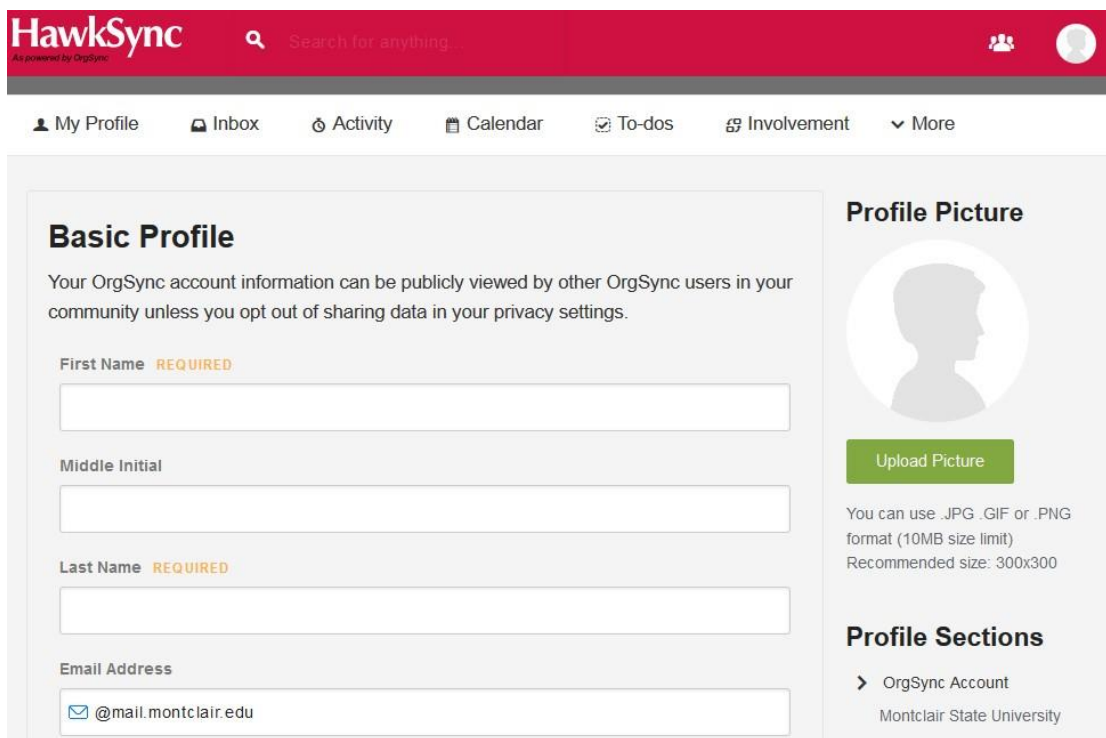 HawkSync
As powered by OrgSync
Search for anything...
My Profile
Inbox
Activity
Calendar
To-dos
Involvement
More
Basic Profile
Your OrgSync account information can be publicly viewed by other OrgSync users in your
community unless you opt out of sharing data in your privacy settings.
First Name REQUIRED
Middle Initial
Last Name REQUIRED
Email Address
@mail.montclair.edu
Profile Picture
Upload Picture
You can use .JPG .GIF or .PNG
format (10MB size limit)
Recommended size: 300x300
Profile Sections
OrgSync Account
Montclair State University